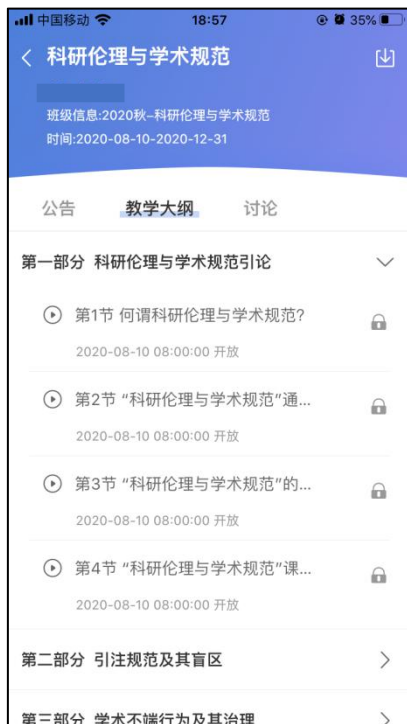 中国移动 18:57 35%
科研伦理与学术规范
班级信息:2020秋–科研伦理与学术规范
时间:2020-08-10-2020-12-31
公告 教学大纲 讨论
第一部分 科研伦理与学术规范引论
第1节 何谓科研伦理与学术规范?
2020-08-10 08:00:00 开放
第2节 “科研伦理与学术规范”通...
2020-08-10 08:00:00 开放
第3节 “科研伦理与学术规范”的...
2020-08-10 08:00:00 开放
第4节 “科研伦理与学术规范”课...
2020-08-10 08:00:00 开放
第二部分 引注规范及其盲区
第三部分 学术不端行为及其治理